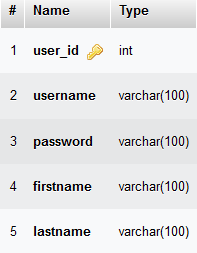 # Name Type
1 user_id int
2 username varchar(100)
3 password varchar(100)
4 firstname varchar(100)
5 lastname varchar(100)